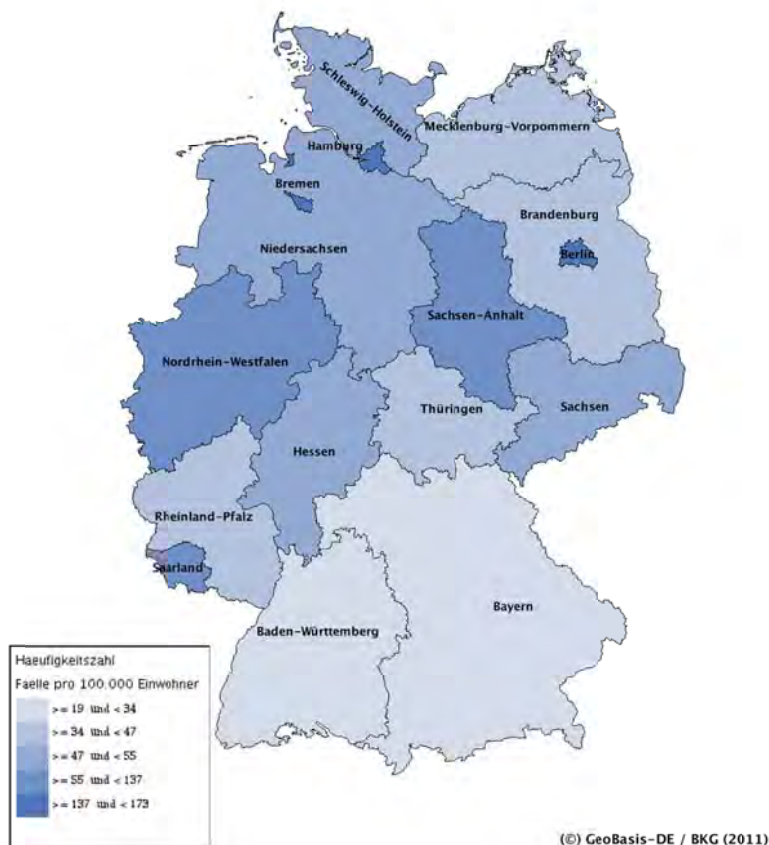 Schleswig-Holstein
Mecklenburg-Vorpommern
Hamburg
Bremen
Brandenburg
Berlin
Niedersachsen
Sachsen-Anhalt
Nordrhein-Westfalen
Thüringen
Sachsen
Hessen
Rheinland-Pfalz
Saarland
Bayern
Baden-Württemberg
Haeufigkeitszahl
Faelle pro 100.000 Einwohner
>= 19 und < 34
>= 34 und < 47
>= 47 und < 55
>= 55 und < 137
>= 137 und < 173
(©) GeoBasis-DE / BKG (2011)